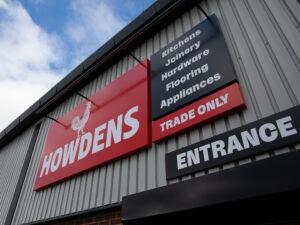 HOWDENS
Kitchens
Joinery
Hardware
Flooring
Appliances
TRADE ONLY
ENTRANCE